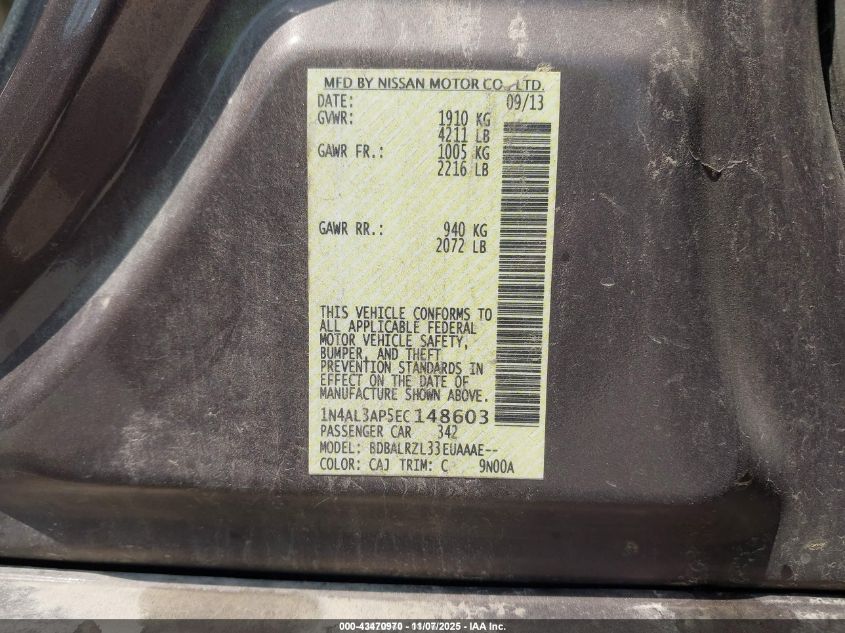 MFD BY NISSAN MOTOR CO., LTD.
DATE: 09/13
GVWR: 1910 KG
4211 LB
GAWR FR.: 1005 KG
2216 LB
GAWR RR.: 940 KG
2072 LB
THIS VEHICLE CONFORMS TO
ALL APPLICABLE FEDERAL
MOTOR VEHICLE SAFETY,
BUMPER, AND THEFT
PREVENTION STANDARDS IN
EFFECT ON THE DATE OF
MANUFACTURE SHOWN ABOVE.
1N4AL3AP5EC148603
PASSENGER CAR 342
MODEL: BDBALRZL33EUAAAE--
COLOR: CAJ TRIM: C 9N00A
000-43470970 - 11/07/2025 - IAA Inc.